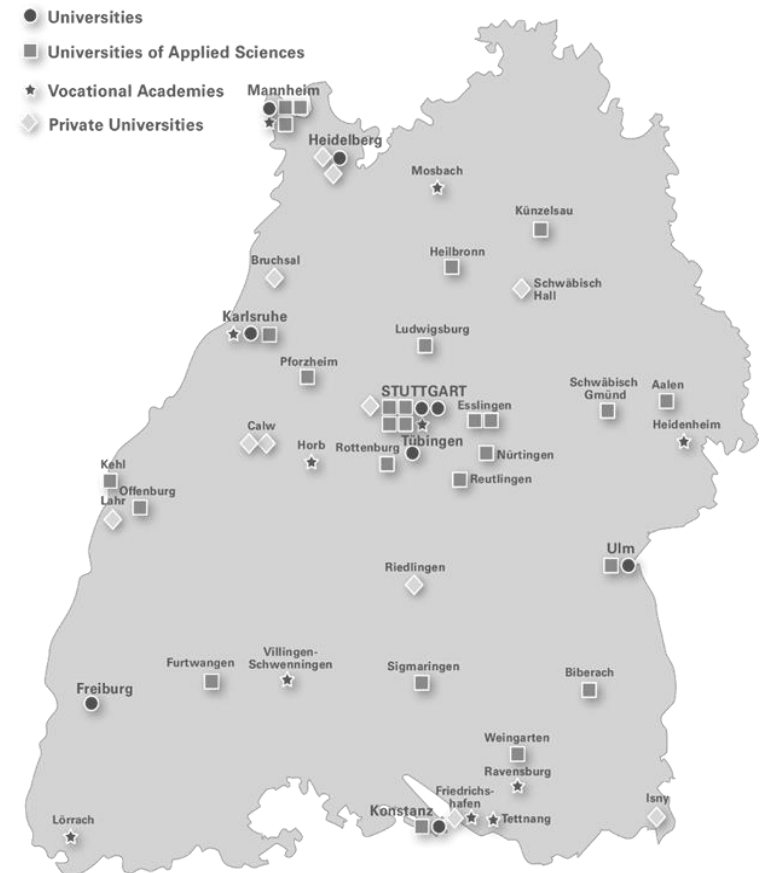 Universities
Universities of Applied Sciences
Vocational Academies
Private Universities
Mannheim
Heidelberg
Mosbach
Künzelsau
Heilbronn
Bruchsal
Schwäbisch
Hall
Karlsruhe
Ludwigsburg
Pforzheim
STUTTGART
Schwäbisch
Gmünd
Aalen
Esslingen
Heidenheim
Calw
Horb
Rottenburg
Tübingen
Nürtingen
Kehl
Offenburg
Lahr
Reutlingen
Ulm
Riedlingen
Furtwangen
Villingen-
Schwenningen
Sigmaringen
Biberach
Freiburg
Weingarten
Ravensburg
Friedrichs-
hafen
Konstanz
Tettnang
Isny
Lörrach